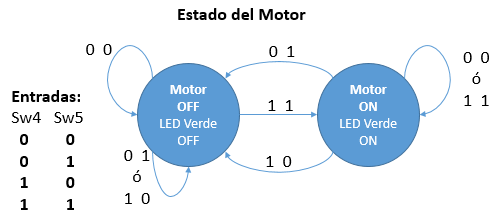 Estado del Motor
0 0
0 1
0 0
ó
1 1
Motor
OFF
LED Verde
OFF
1 1
Motor
ON
LED Verde
ON
Entradas:
Sw4 Sw5
0 0
0 1
1 0
1 1
0 1
ó
1 0
1 0